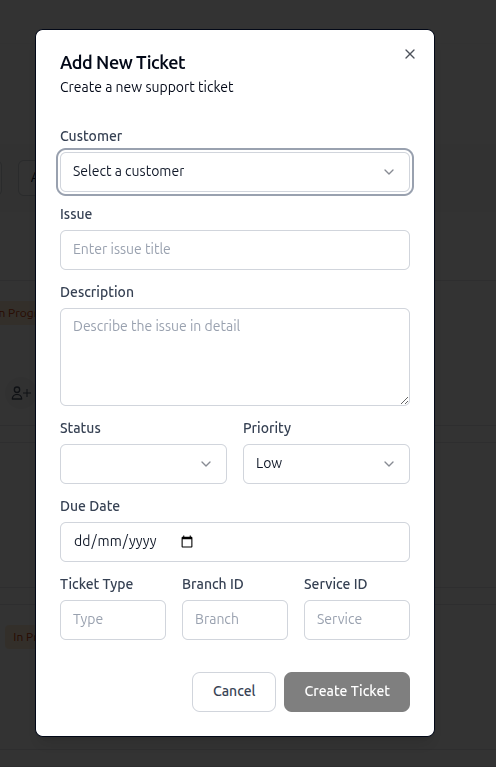 Add New Ticket
Create a new support ticket
Customer
Select a customer
Issue
Enter issue title
Description
Describe the issue in detail
Status
Priority
Low
Due Date
dd/mm/yyyy
Ticket Type
Branch ID
Service ID
Type
Branch
Service
Cancel
Create Ticket